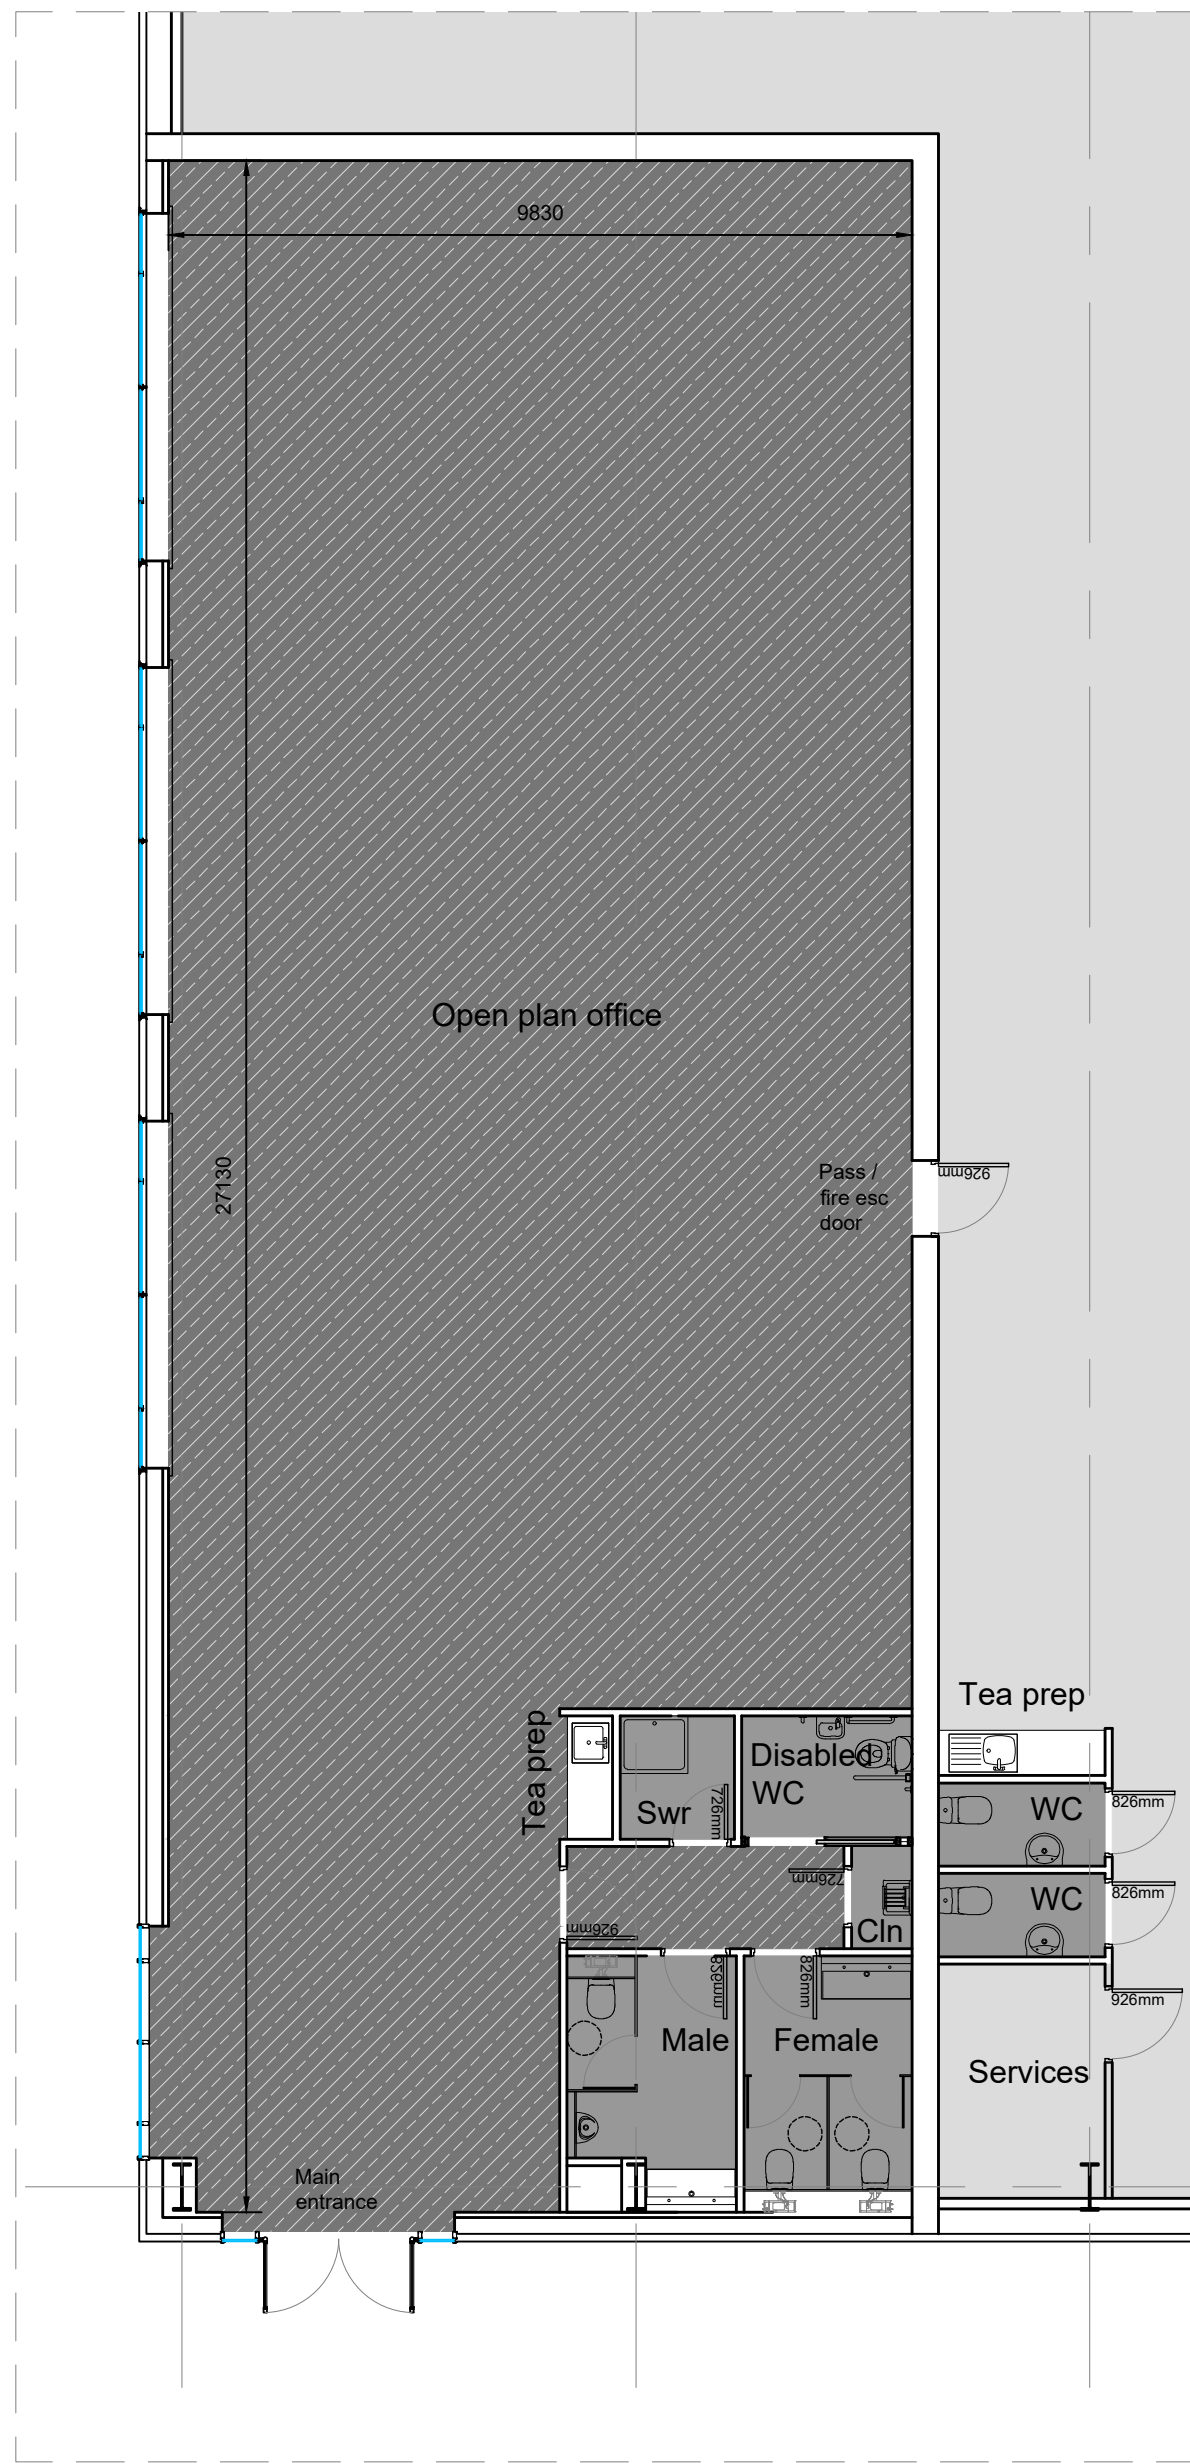 9830
Open plan office
27130
Pass /
fire esc
door
926mm
Tea prep
Tea prep
Disabled
WC
Swr
726mm
WC
826mm
726mm
WC
826mm
926mm
Cln
826mm
826mm
926mm
Male
Female
Services
Main
entrance